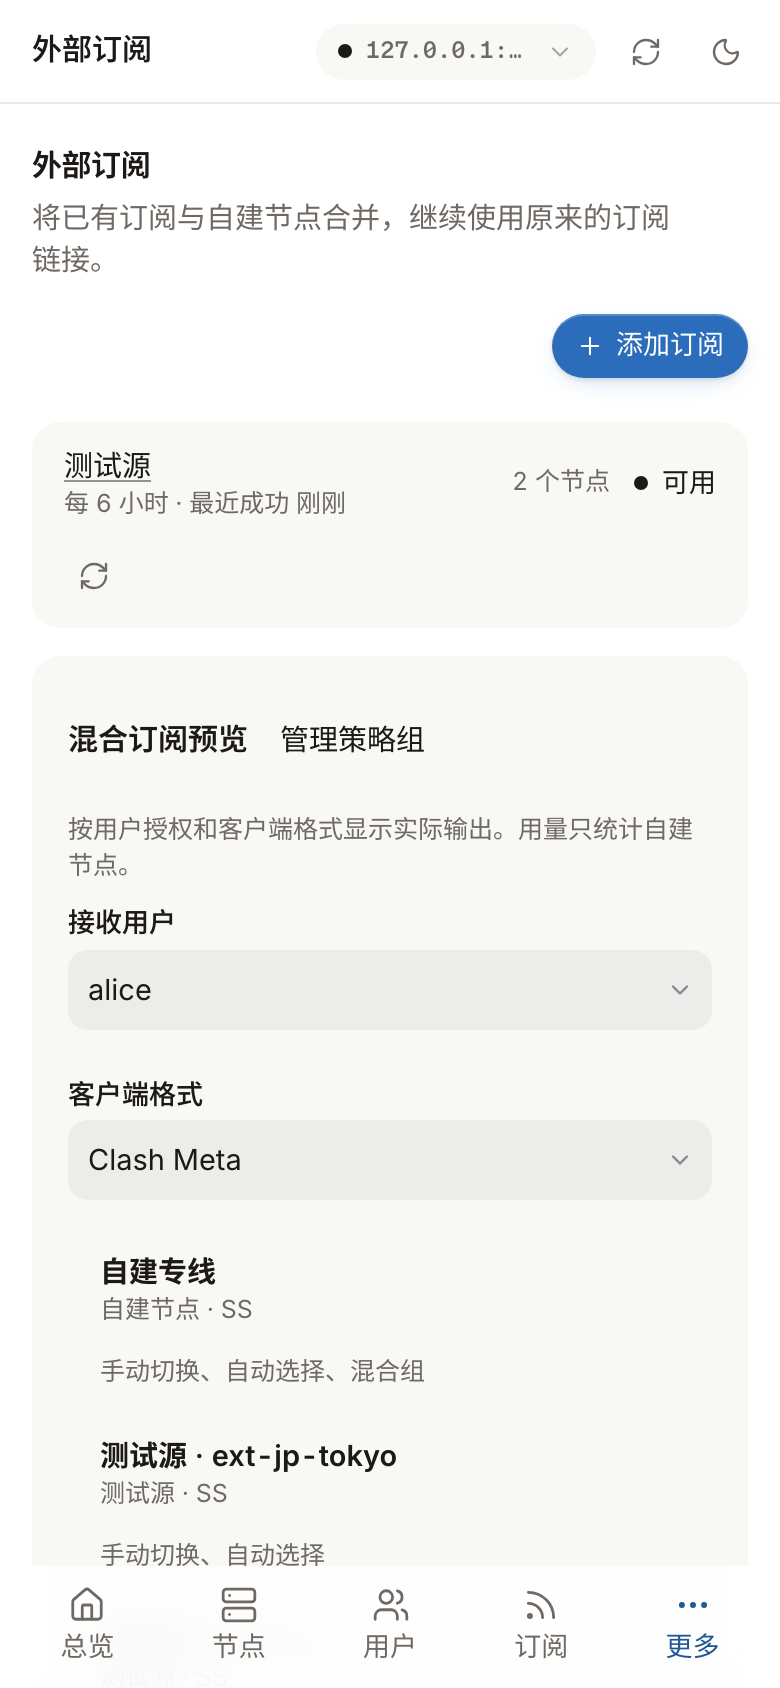 外部订阅
127.0.0.1:…
外部订阅
将已有订阅与自建节点合并，继续使用原来的订阅
链接。
添加订阅
测试源
每 6 小时 · 最近成功 刚刚
2 个节点
可用
混合订阅预览
管理策略组
按用户授权和客户端格式显示实际输出。用量只统计自建
节点。
接收用户
alice
客户端格式
Clash Meta
自建专线
自建节点 · SS
手动切换、自动选择、混合组
测试源 · ext-jp-tokyo
测试源 · SS
手动切换、自动选择
总览
节点
用户
订阅
更多
测试源 · SS